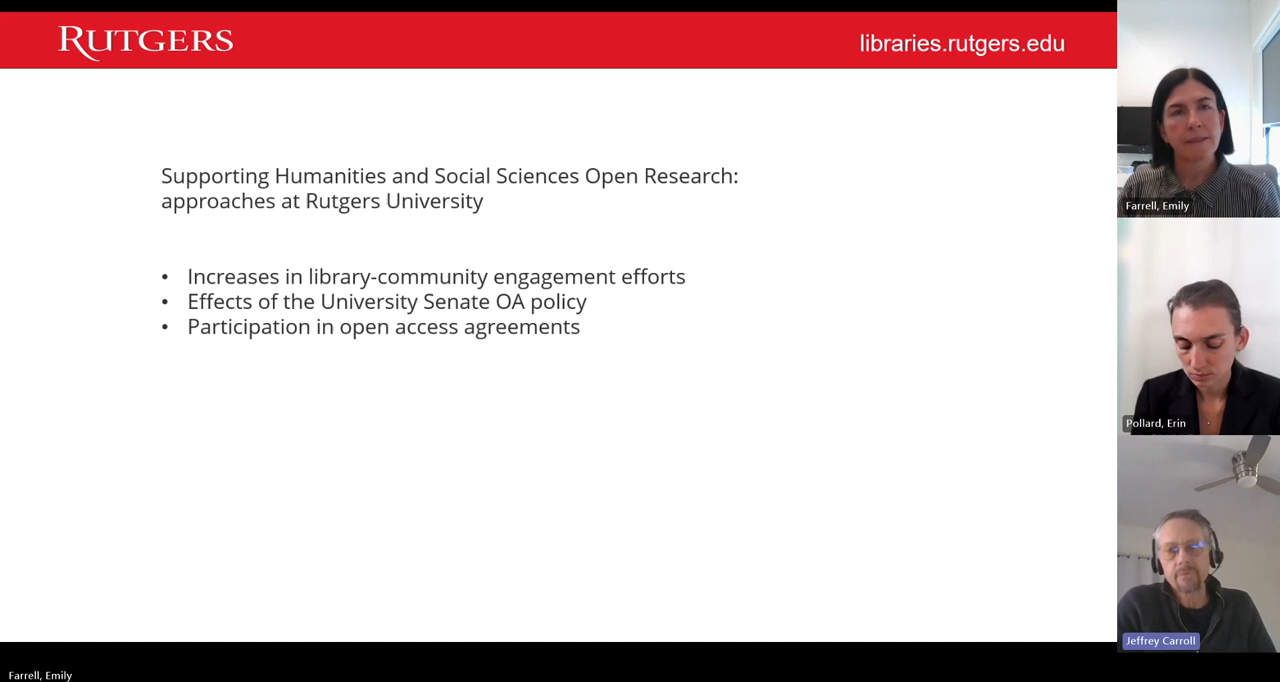 RUTGERS
libraries.rutgers.edu
Supporting Humanities and Social Sciences Open Research:
approaches at Rutgers University
• Increases in library-community engagement efforts
• Effects of the University Senate OA policy
• Participation in open access agreements
Farrell, Emily
Pollard, Erin
Jeffrey Carroll
Farrell, Emily